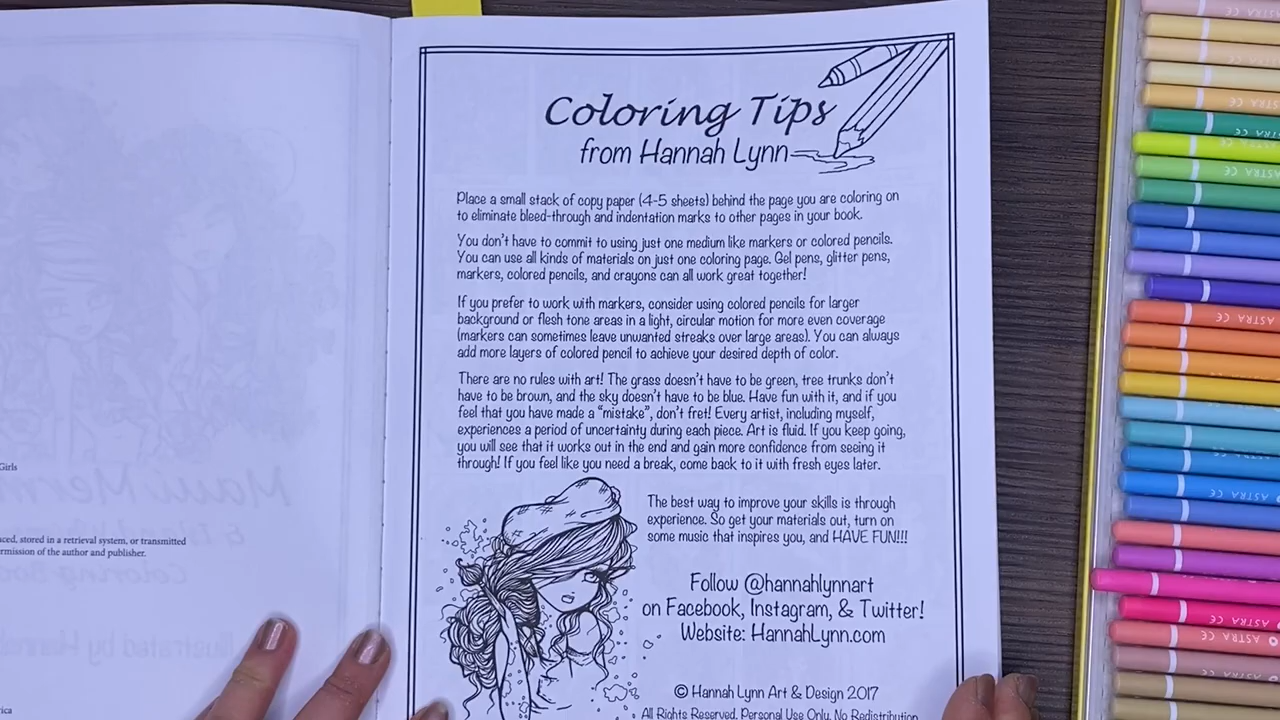 Girls
ced, stored in a retrieval system, or transmitted
rmission of the author and publisher.
ica
Coloring Tips
from Hannah Lynn
Place a small stack of copy paper (4-5 sheets) behind the page you are coloring on
to eliminate bleed-through and indentation marks to other pages in your book.
You don't have to commit to using just one medium like markers or colored pencils.
You can use all kinds of materials on just one coloring page. Gel pens, glitter pens,
markers, colored pencils, and crayons can all work great together!
If you prefer to work with markers, consider using colored pencils for larger
background or flesh tone areas in a light, circular motion for more even coverage
(markers can sometimes leave unwanted streaks over large areas). You can always
add more layers of colored pencil to achieve your desired depth of color.
There are no rules with art! The grass doesn't have to be green, tree trunks don't
have to be brown, and the sky doesn't have to be blue. Have fun with it, and if you
feel that you have made a "mistake", don't fret! Every artist, including myself,
experiences a period of uncertainty during each piece. Art is fluid. If you keep going,
you will see that it works out in the end and gain more confidence from seeing it
through! If you feel like you need a break, come back to it with fresh eyes later.
The best way to improve your skills is through
experience. So get your materials out, turn on
some music that inspires you, and HAVE FUN!!!
Follow @hannahlynnart
on Facebook, Instagram, & Twitter!
Website: HannahLynn.com
© Hannah Lynn Art & Design 2017
All Rights Reserved. Personal Use Only. No Redistribution
ASTRA CE
ASTRA CE
ASTRA CE
ASTRA
ASTRA
ASTRA
ASTRA
ASTRA